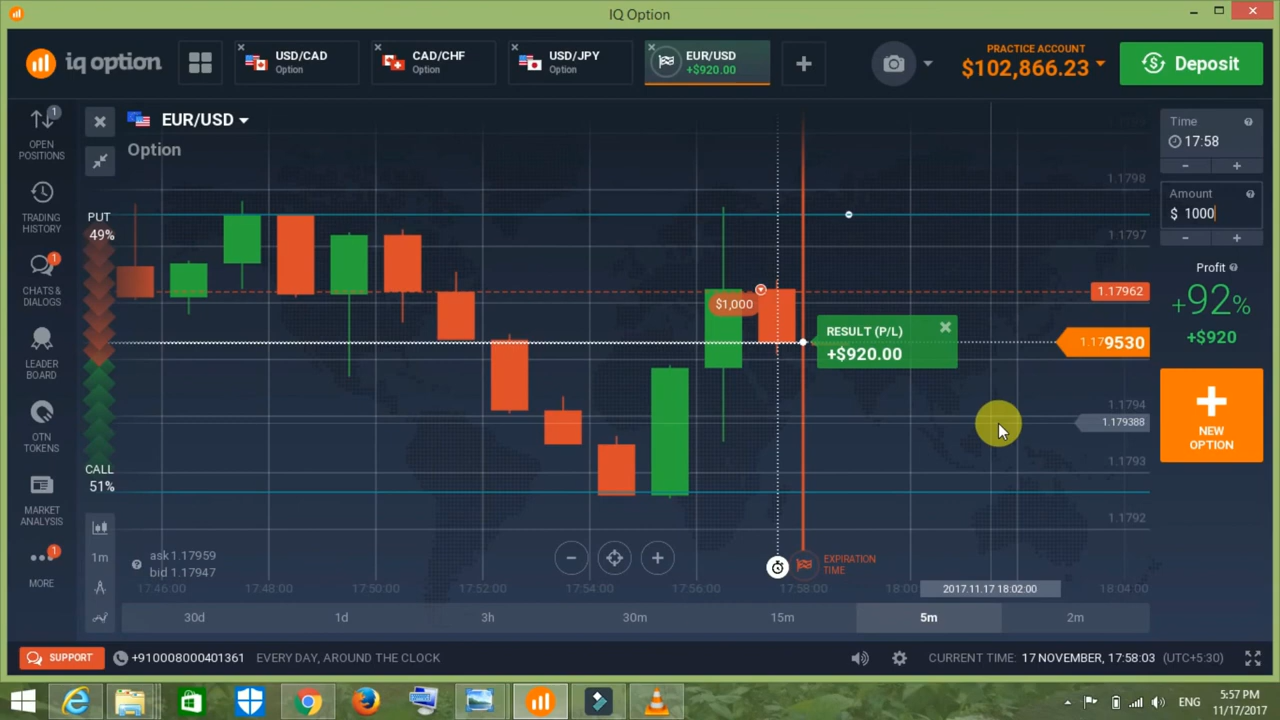 IQ Option
iq option
USD/CAD
Option
CAD/CHF
Option
USD/JPY
Option
EUR/USD
+$920.00
PRACTICE ACCOUNT
$102,866.23
Deposit
OPEN
POSITIONS
1
TRADING
HISTORY
CHATS &
DIALOGS
1
LEADER
BOARD
OTN
TOKENS
MARKET
ANALYSIS
MORE
1
EUR/USD
Option
PUT
49%
CALL
51%
1m
ask 1.17959
bid 1.17947
$1,000
RESULT (P/L)
+$920.00
EXPIRATION
TIME
1.1798
1.1797
1.17962
1.179530
1.1794
1.179388
1.1793
1.1792
17:46:00
17:48:00
17:50:00
17:52:00
17:54:00
17:56:00
17:58:00
18:00
2017.11.17 18:02:00
18:04:00
30d
1d
3h
30m
15m
5m
2m
Time
17:58
- +
Amount
$ 1000
- +
Profit
+92%
+$920
NEW
OPTION
SUPPORT
+910008000401361
EVERY DAY, AROUND THE CLOCK
CURRENT TIME: 17 NOVEMBER, 17:58:03 (UTC+5:30)
ENG
5:57 PM
11/17/2017